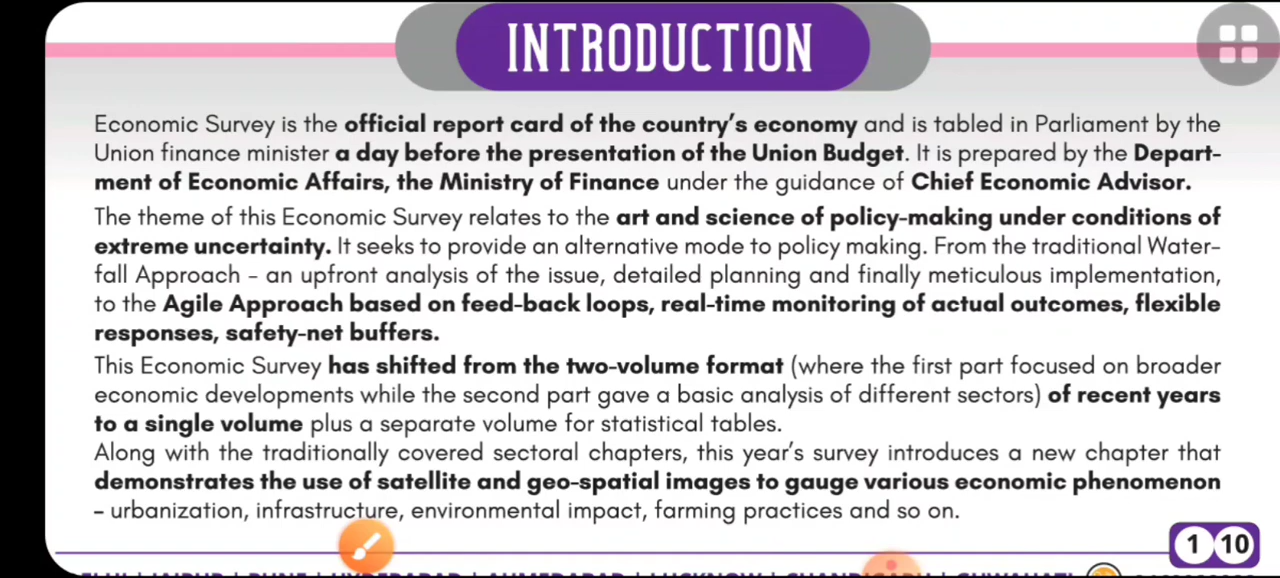 INTRODUCTION
Economic Survey is the official report card of the country's economy and is tabled in Parliament by the
Union finance minister a day before the presentation of the Union Budget. It is prepared by the Depart-
ment of Economic Affairs, the Ministry of Finance under the guidance of Chief Economic Advisor.
The theme of this Economic Survey relates to the art and science of policy-making under conditions of
extreme uncertainty. It seeks to provide an alternative mode to policy making. From the traditional Water-
fall Approach - an upfront analysis of the issue, detailed planning and finally meticulous implementation,
to the Agile Approach based on feed-back loops, real-time monitoring of actual outcomes, flexible
responses, safety-net buffers.
This Economic Survey has shifted from the two-volume format (where the first part focused on broader
economic developments while the second part gave a basic analysis of different sectors) of recent years
to a single volume plus a separate volume for statistical tables.
Along with the traditionally covered sectoral chapters, this year's survey introduces a new chapter that
demonstrates the use of satellite and geo-spatial images to gauge various economic phenomenon
- urbanization, infrastructure, environmental impact, farming practices and so on.
1 10